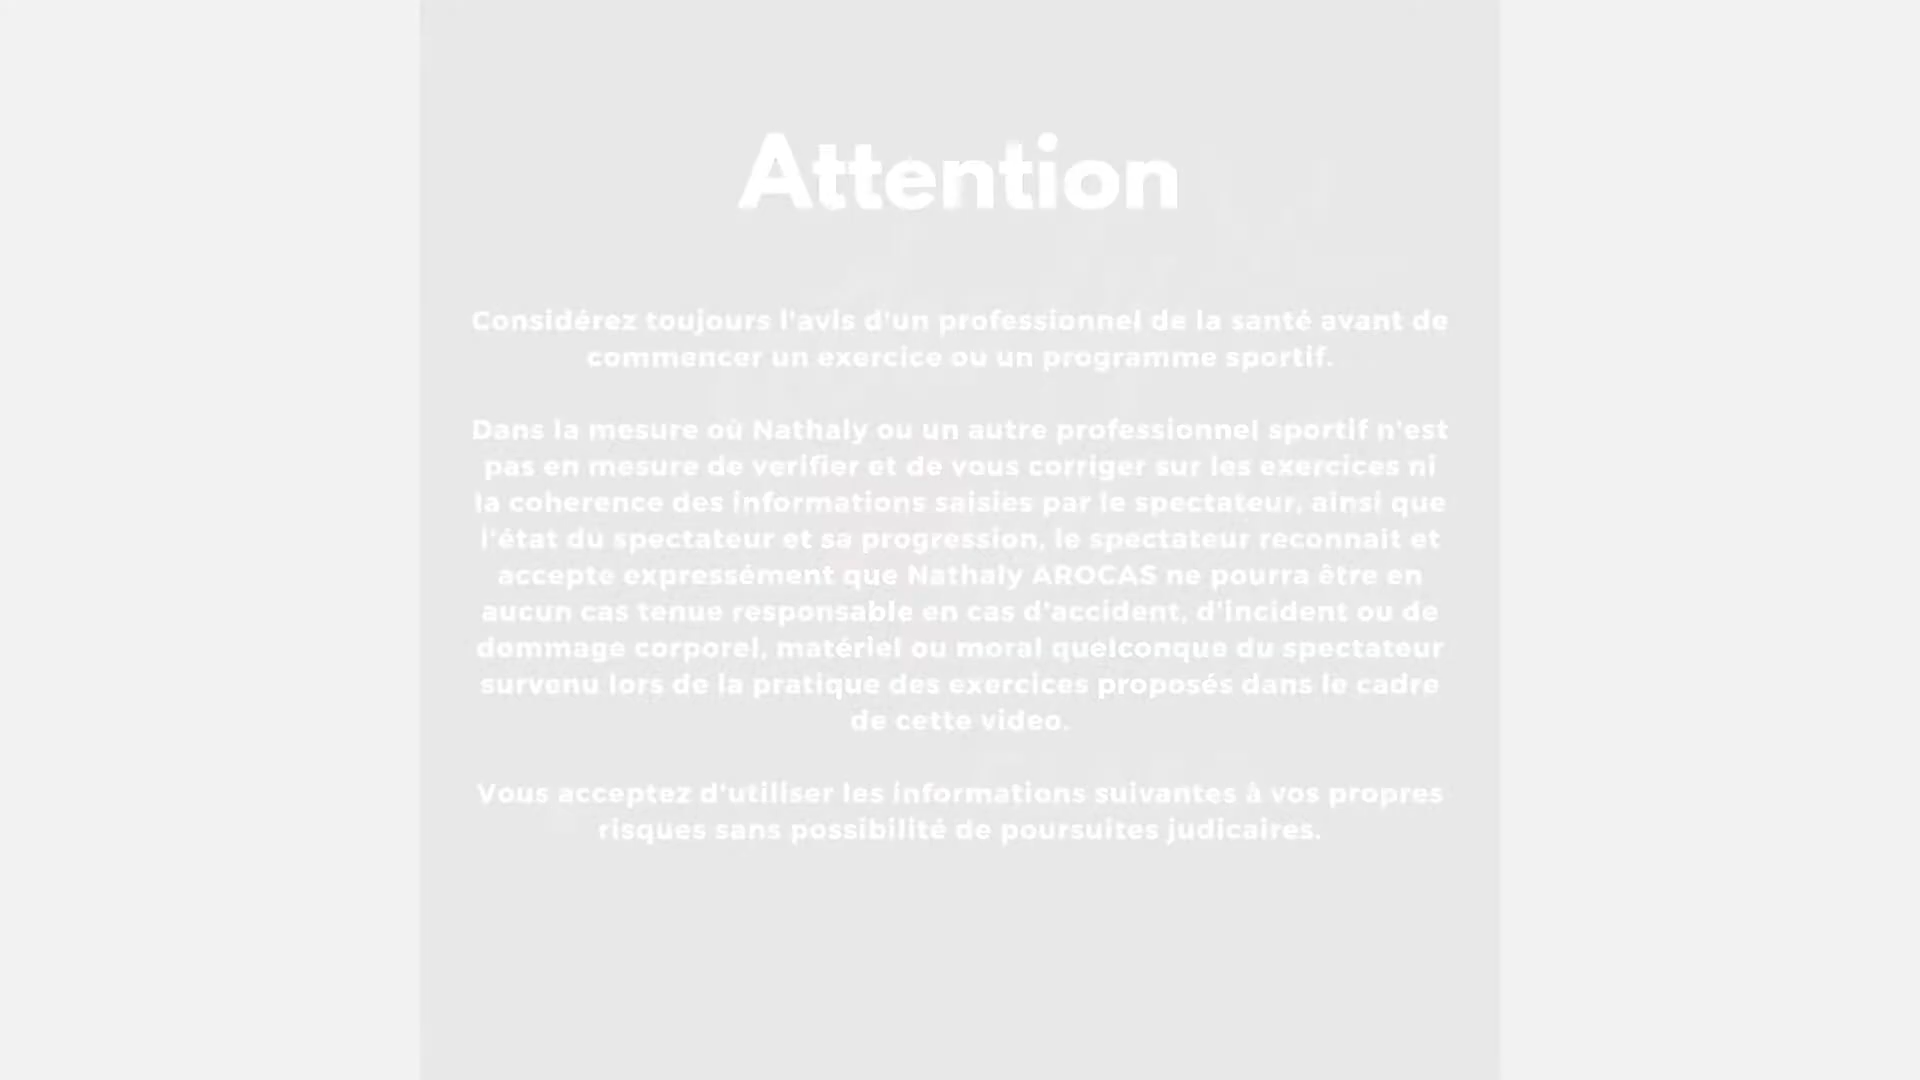 Attention
Considérez toujours l'avis d'un professionnel de la santé avant de
commencer un exercice ou un programme sportif.
Dans la mesure où Nathaly ou un autre professionnel sportif n'est
pas en mesure de verifier et de vous corriger sur les exercices ni
la coherence des informations saisies par le spectateur, ainsi que
l'état du spectateur et sa progression, le spectateur reconnait et
accepte expressément que Nathaly AROCAS ne pourra être en
aucun cas tenue responsable en cas d'accident, d'incident ou de
dommage corporel, matériel ou moral quelconque du spectateur
survenu lors de la pratique des exercices proposés dans le cadre
de cette video.
Vous acceptez d'utiliser les informations suivantes à vos propres
risques sans possibilité de poursuites judicaires.